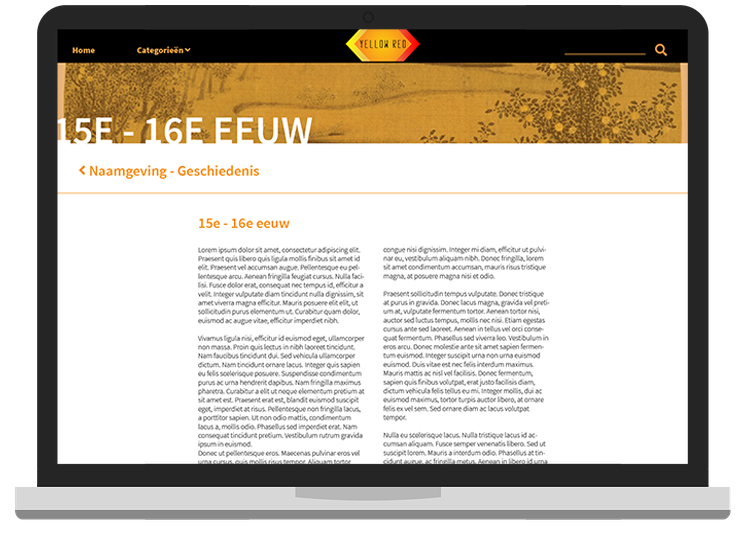 Home
Categorieën
YELLOW RED
15E - 16E EEUW
Naamgeving - Geschiedenis
15e - 16e eeuw
Lorem ipsum dolor sit amet, consectetur adipiscing elit.
Praesent quis libero quis ligula mollis finibus sit amet id
elit. Praesent vel accumsan augue. Pellentesque eu pel-
lentesque arcu. Aenean fringilla feugiat cursus. Nulla faci-
lisi. Fusce dolor erat, consequat nec tempus id, efficitur a
velit. Integer vulputate diam tincidunt nulla dignissim, sit
amet viverra magna efficitur. Mauris posuere elit elit, ut
sollicitudin purus elementum ut. Curabitur quam dolor,
euismod ac augue vitae, efficitur imperdiet nibh.
Vivamus ligula nisi, efficitur id euismod eget, ullamcorper
non massa. Proin quis lectus in nibh laoreet tincidunt.
Nam faucibus tincidunt dui. Sed vehicula ullamcorper
dictum. Nam tincidunt ornare lacus. Integer quis sapien
eu felis scelerisque posuere. Suspendisse condimentum
purus ac urna hendrerit dapibus. Nam fringilla maximus
pharetra. Curabitur a elit ut neque elementum pretium at
sit amet est. Praesent erat est, blandit euismod suscipit
eget, imperdiet at risus. Pellentesque non fringilla lacus,
a porttitor sapien. Ut non odio mattis, condimentum
lacus a, mollis odio. Phasellus sed imperdiet erat. Nam
consequat tincidunt pretium. Vestibulum rutrum gravida
ipsum in euismod.
Donec ut pellentesque eros. Maecenas pulvinar eros vel
urna cursus, quis mollis risus tempor. Aliquam tortor
congue nisi dignissim. Integer mi diam, efficitur ut pulvi-
nar eu, vestibulum aliquam nibh. Donec fringilla, lorem
sit amet condimentum accumsan, mauris risus tristique
magna, at posuere magna nisi et odio.
Praesent sollicitudin tempus vulputate. Donec tristique
at purus in gravida. Donec lacus magna, gravida vel preti-
um at, vulputate fermentum tortor. Aenean tortor nisi,
auctor sed luctus tempus, mollis nec nisi. Etiam egestas
cursus ante sed laoreet. Aenean in tellus vel orci conse-
quat fermentum. Phasellus sed viverra leo. Vestibulum in
eros arcu. Donec molestie ante sit amet sapien fermen-
tum euismod. Integer suscipit urna non urna euismod
euismod. Duis vitae est nec felis interdum maximus.
Mauris mattis ac nisl vel facilisis. Donec fermentum,
sapien quis finibus volutpat, erat justo facilisis diam,
dictum vehicula felis tellus eu mi. Integer mollis, dui ac
euismod maximus, tortor turpis auctor libero, at ornare
felis ex vel sem. Sed ornare diam ac lacus volutpat
tempor.
Nulla eu scelerisque lacus. Nulla tristique lacus id ac-
cumsan aliquam. Fusce semper venenatis libero. Sed ut
suscipit lorem. Mauris a interdum odio. Phasellus at tin-
cidunt augue, ac fringilla metus. Aenean in libero id urna